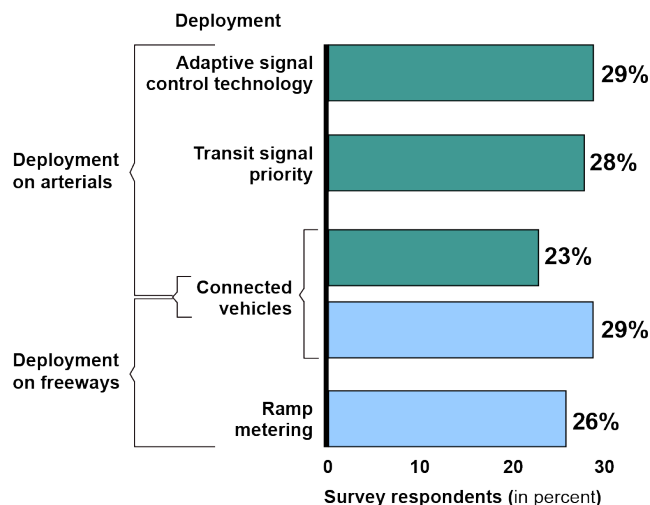 Deployment
Adaptive signal
control technology
29%
Deployment
on arterials
Transit signal
priority
28%
Connected
vehicles
23%
29%
Deployment
on freeways
Ramp
metering
26%
0 10 20 30
Survey respondents (in percent)